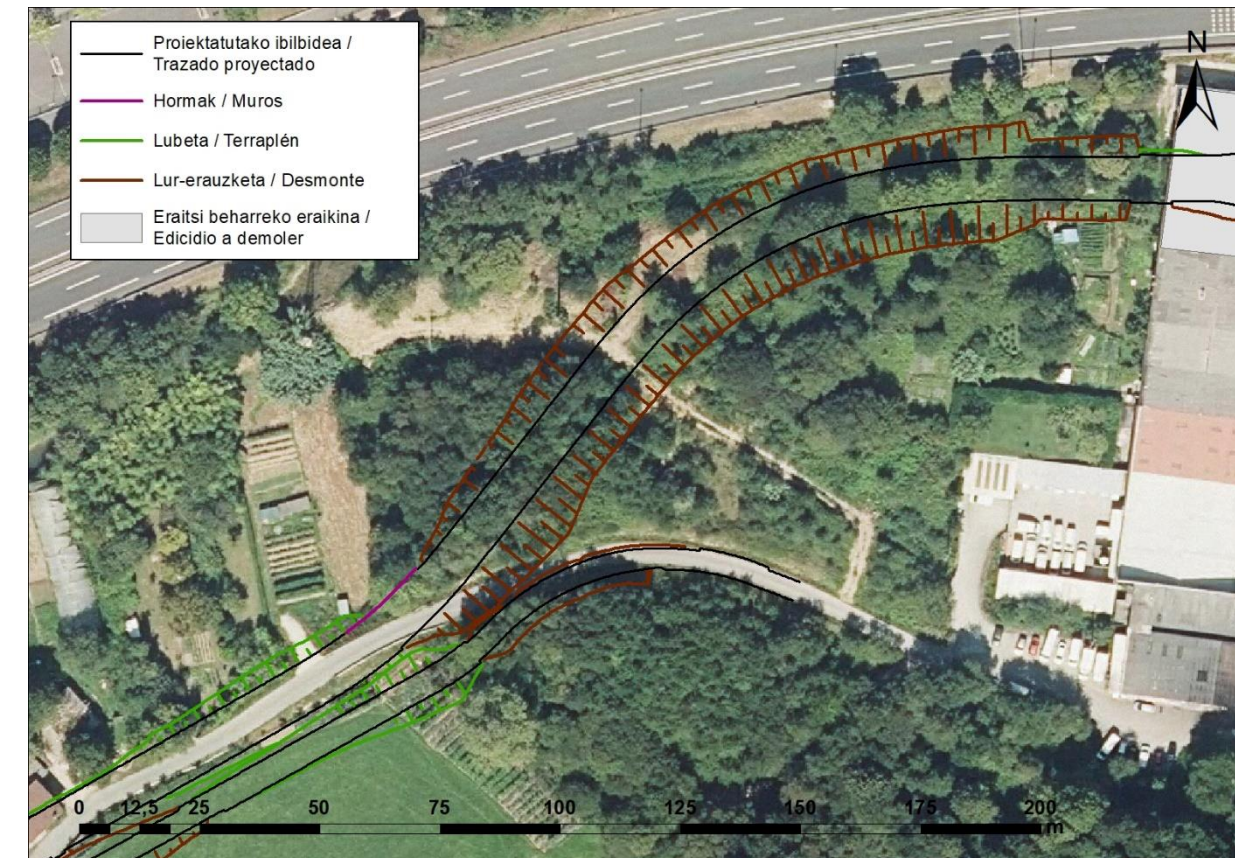 Proiektatutako ibilbidea /
Trazado proyectado
Hormak / Muros
Lubeta / Terraplén
Lur-erauzketa / Desmonte
Eraitsi beharreko eraikina /
Edicidio a demoler
N
0 12,5 25 50 75 100 125 150 175 200
m